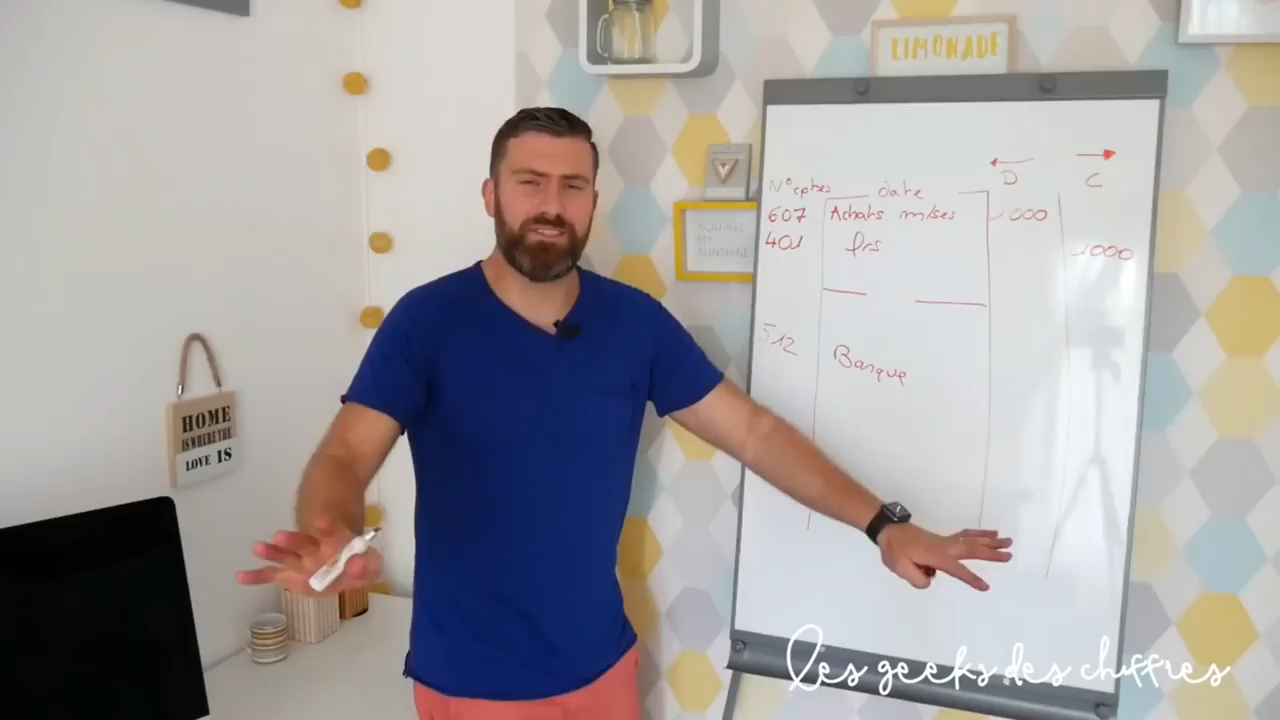 LIMONADE
D C
N° cptes date
607 Achats m/ses 1000
401 frs 1000
512 Banque
YOU ARE
MY
SUNSHINE
HOME
IS WHERE THE
LOVE IS
les geeks des chiffres